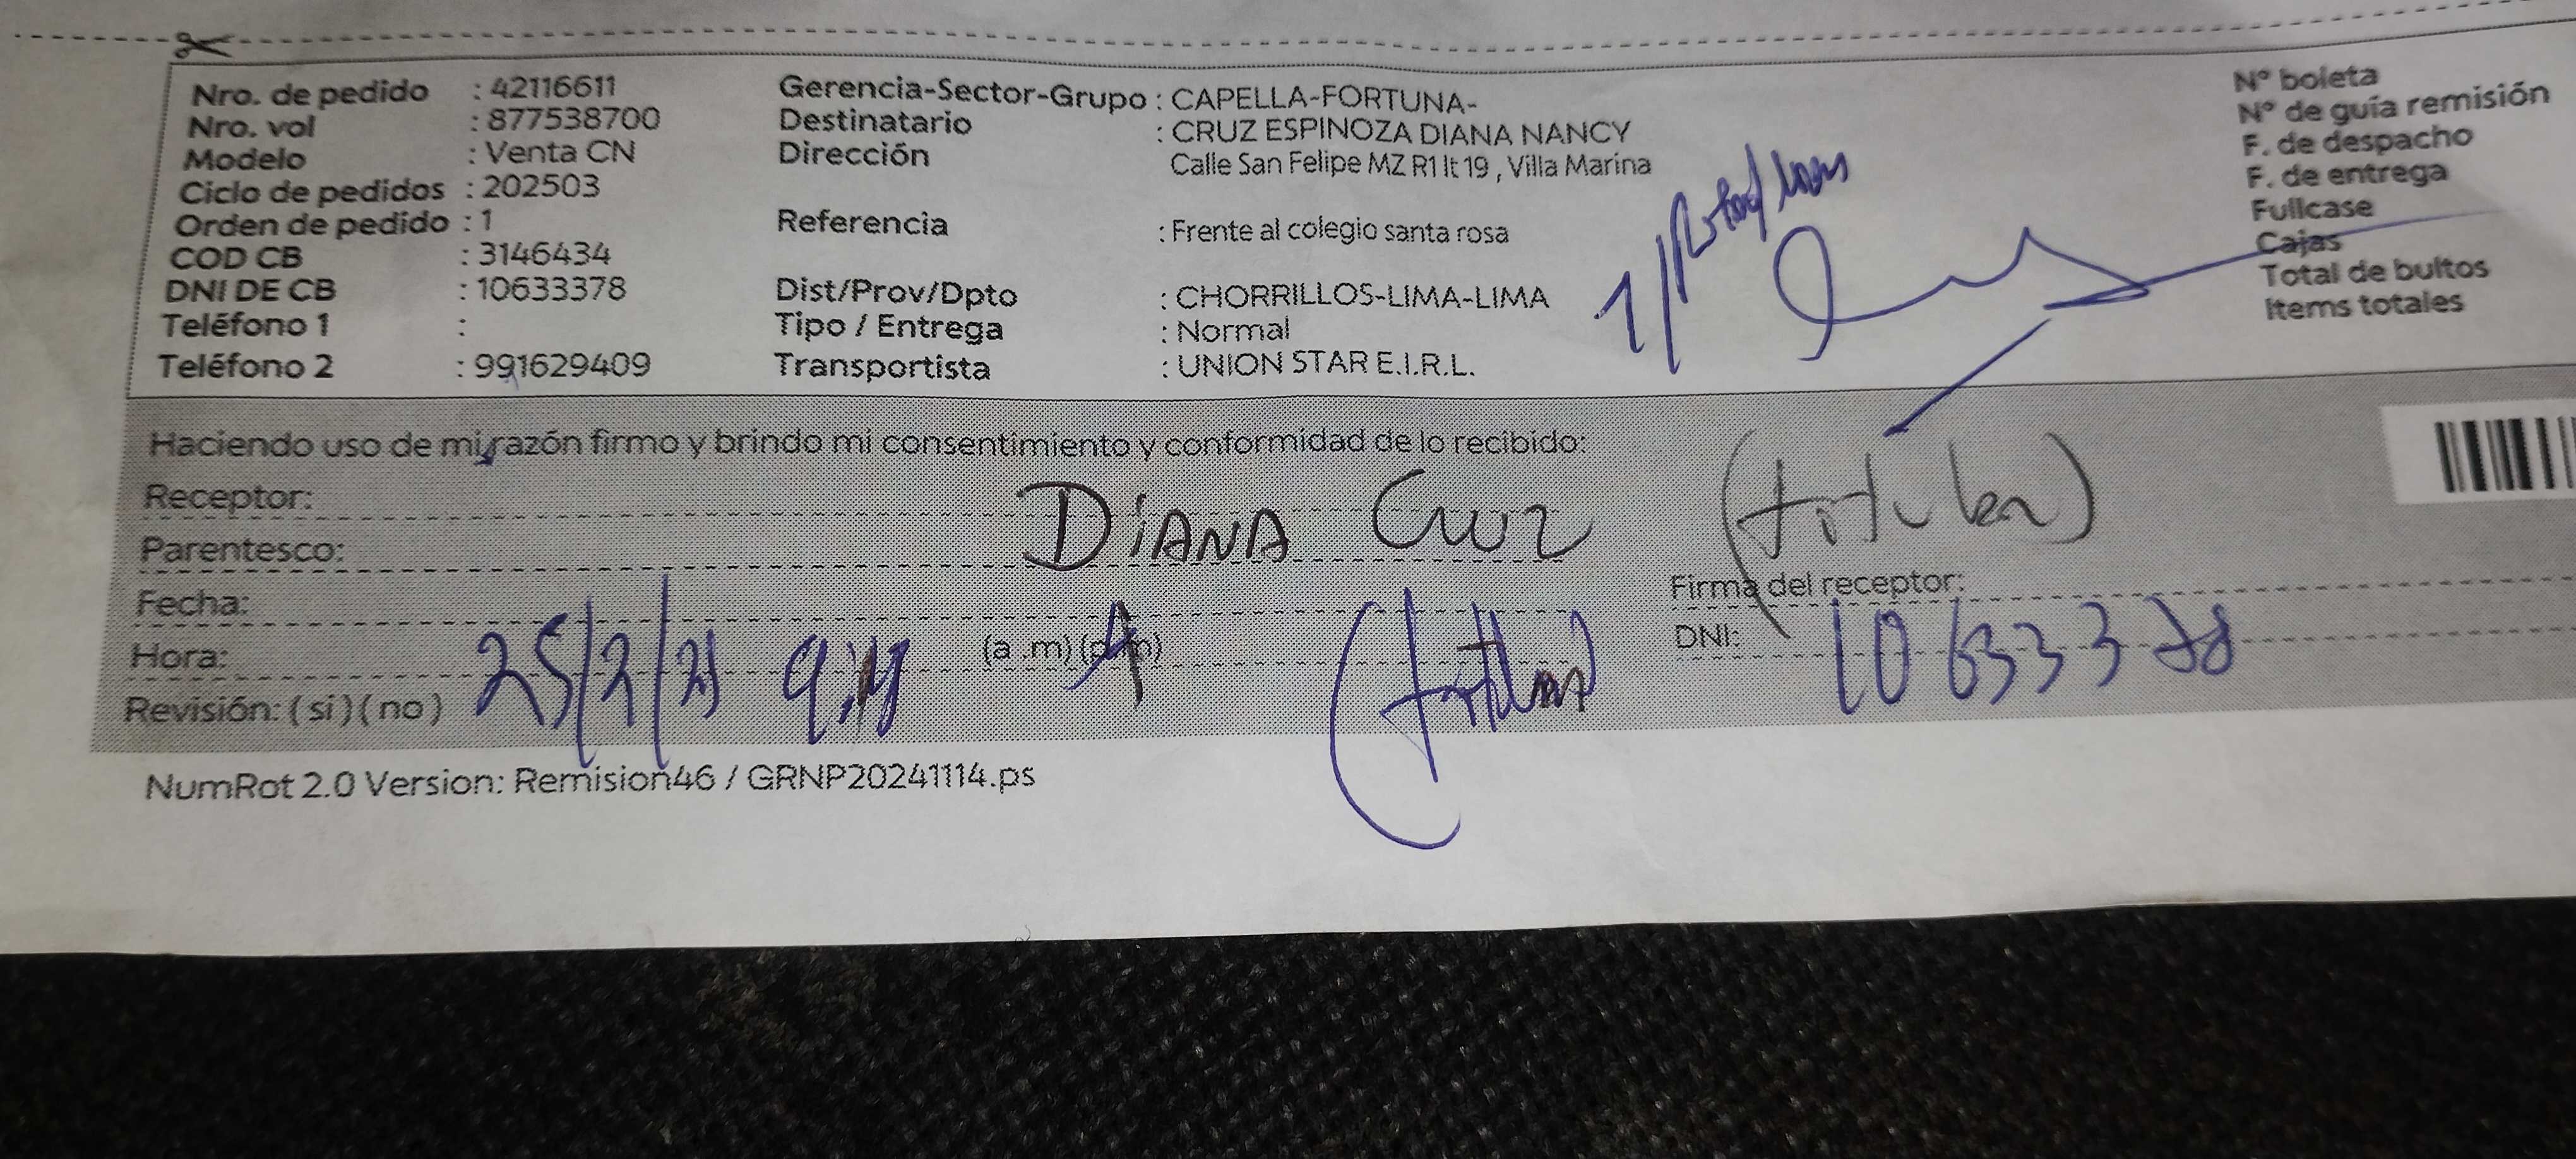 Nro. de pedido : 42116611
Nro. vol : 877538700
Modelo : Venta CN
Ciclo de pedidos : 202503
Orden de pedido : 1
COD CB : 3146434
DNI DE CB : 10633378
Teléfono 1 :
Teléfono 2 : 991629409
Gerencia-Sector-Grupo : CAPELLA-FORTUNA-
Destinatario : CRUZ ESPINOZA DIANA NANCY
Dirección Calle San Felipe MZ R1 lt 19 , Villa Marina
Referencia : Frente al colegio santa rosa
Dist/Prov/Dpto : CHORRILLOS-LIMA-LIMA
Tipo / Entrega : Normal
Transportista : UNION STAR E.I.R.L.
N° boleta
N° de guía remisión
F. de despacho
F. de entrega
Fullcase
Cajas
Total de bultos
Items totales
Haciendo uso de mi razón firmo y brindo mi consentimiento y conformidad de lo recibido:
Receptor:
DIANA Cruz (titular)
Parentesco:
Fecha:
Firma del receptor:
Hora: (a .m) (p.m)
DNI: 10633378
Revisión: ( si ) ( no )
NumRot 2.0 Version: Remision46 / GRNP20241114.ps